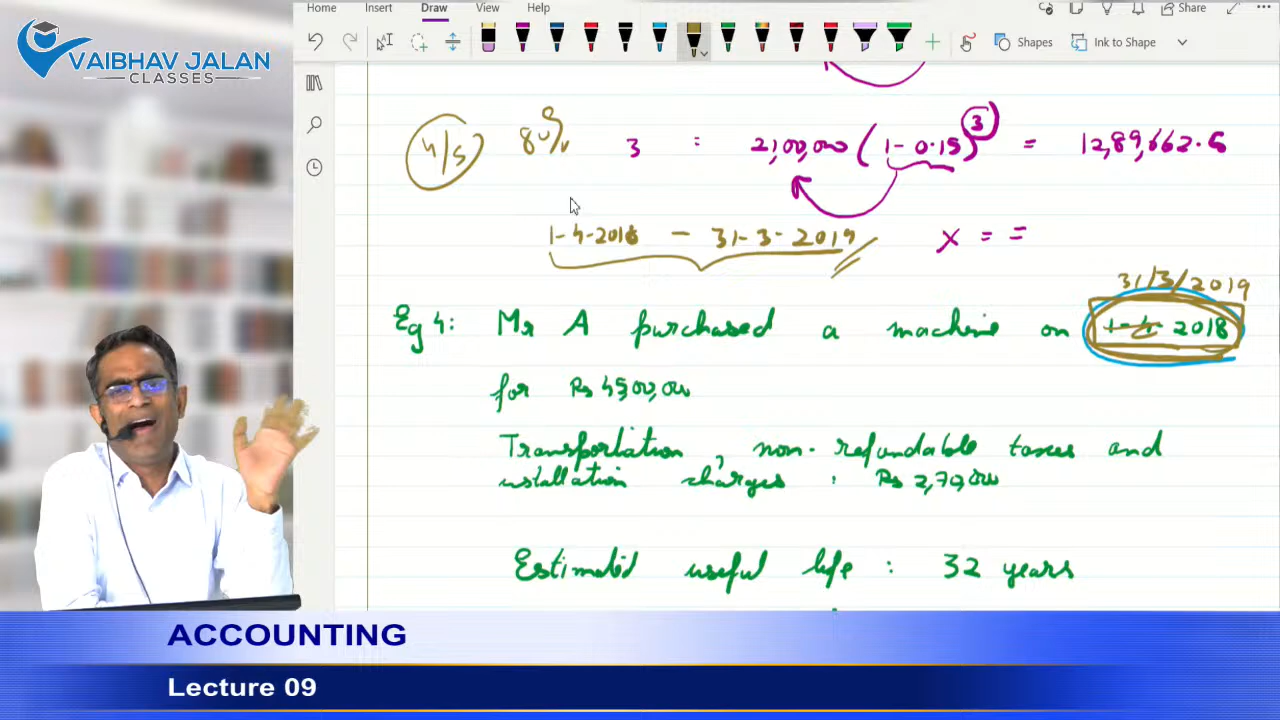 Home Insert Draw View Help Share
VAIBHAV JALAN
CLASSES
Shapes Ink to Shape
4/5 80% 3 : 2,00,000 (1-0.15)3 = 12,89,662.5
1-4-2018 - 31-3-2019 x = =
31/3/2019
Eg 4: Mr A purchased a machine on 1-4-2018
for Rs 45,00,000
Transportation, non-refundable taxes and
installation charges : Rs 2,70,000
Estimated useful life : 32 years
ACCOUNTING
Lecture 09